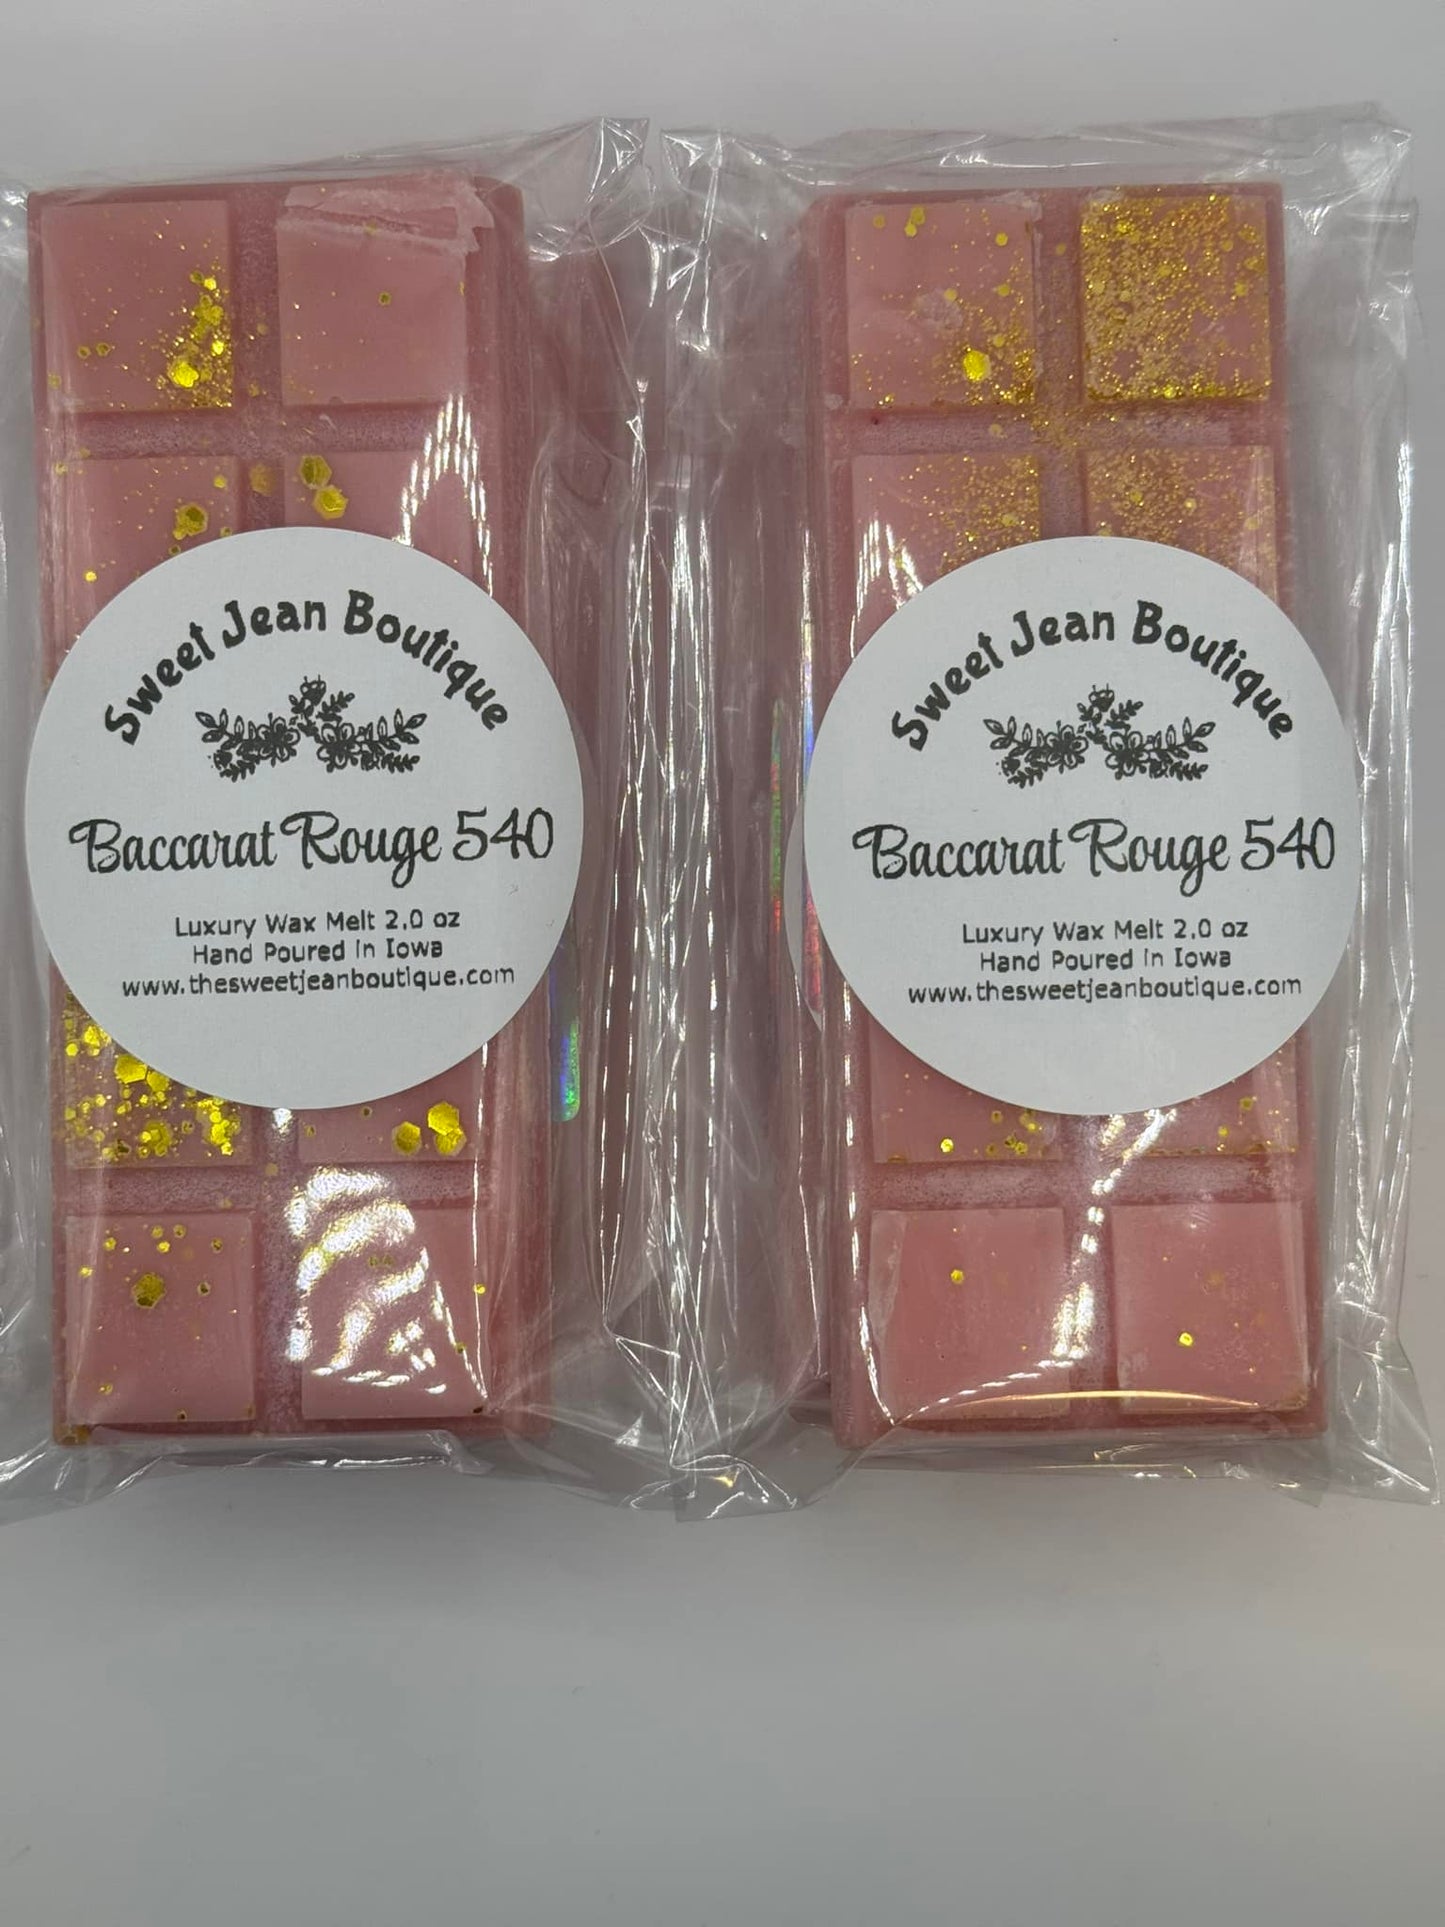 Sweet Jean Boutique
Baccarat Rouge 540
Luxury Wax Melt 2.0 oz
Hand Poured in Iowa
www.thesweetjeanboutique.com
Sweet Jean Boutique
Baccarat Rouge 540
Luxury Wax Melt 2.0 oz
Hand Poured in Iowa
www.thesweetjeanboutique.com